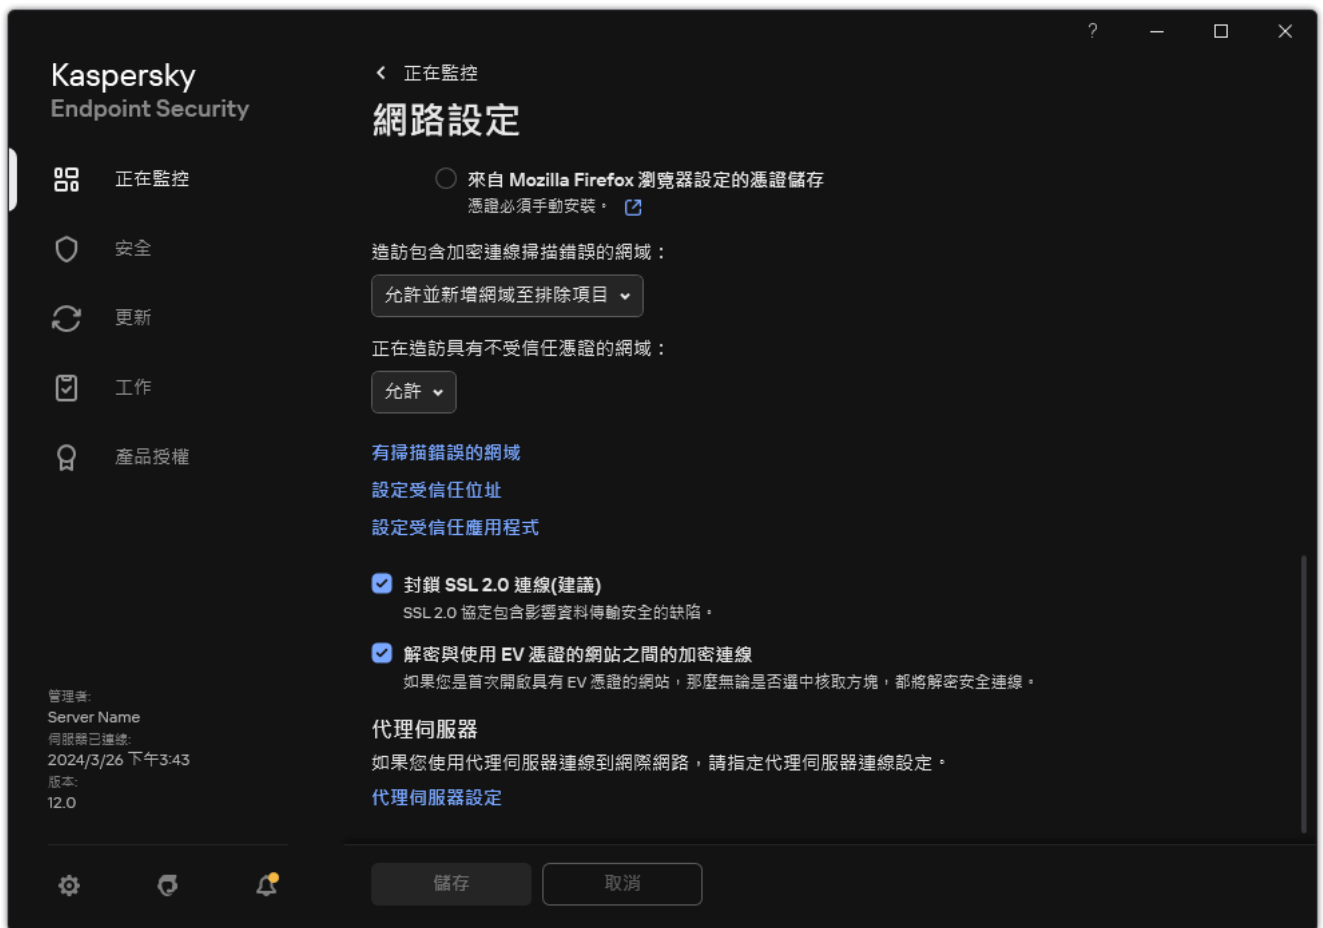 ?
Kaspersky
Endpoint Security
正在監控
安全
更新
工作
產品授權
管理者:
Server Name
伺服器已連線:
2024/3/26 下午3:43
版本:
12.0
正在監控
網路設定
來自 Mozilla Firefox 瀏覽器設定的憑證儲存
憑證必須手動安裝。
造訪包含加密連線掃描錯誤的網域：
允許並新增網域至排除項目
正在造訪具有不受信任憑證的網域：
允許
有掃描錯誤的網域
設定受信任位址
設定受信任應用程式
封鎖 SSL 2.0 連線(建議)
SSL 2.0 協定包含影響資料傳輸安全的缺陷。
解密與使用 EV 憑證的網站之間的加密連線
如果您是首次開啟具有 EV 憑證的網站，那麼無論是否選中核取方塊，都將解密安全連線。
代理伺服器
如果您使用代理伺服器連線到網際網路，請指定代理伺服器連線設定。
代理伺服器設定
儲存
取消